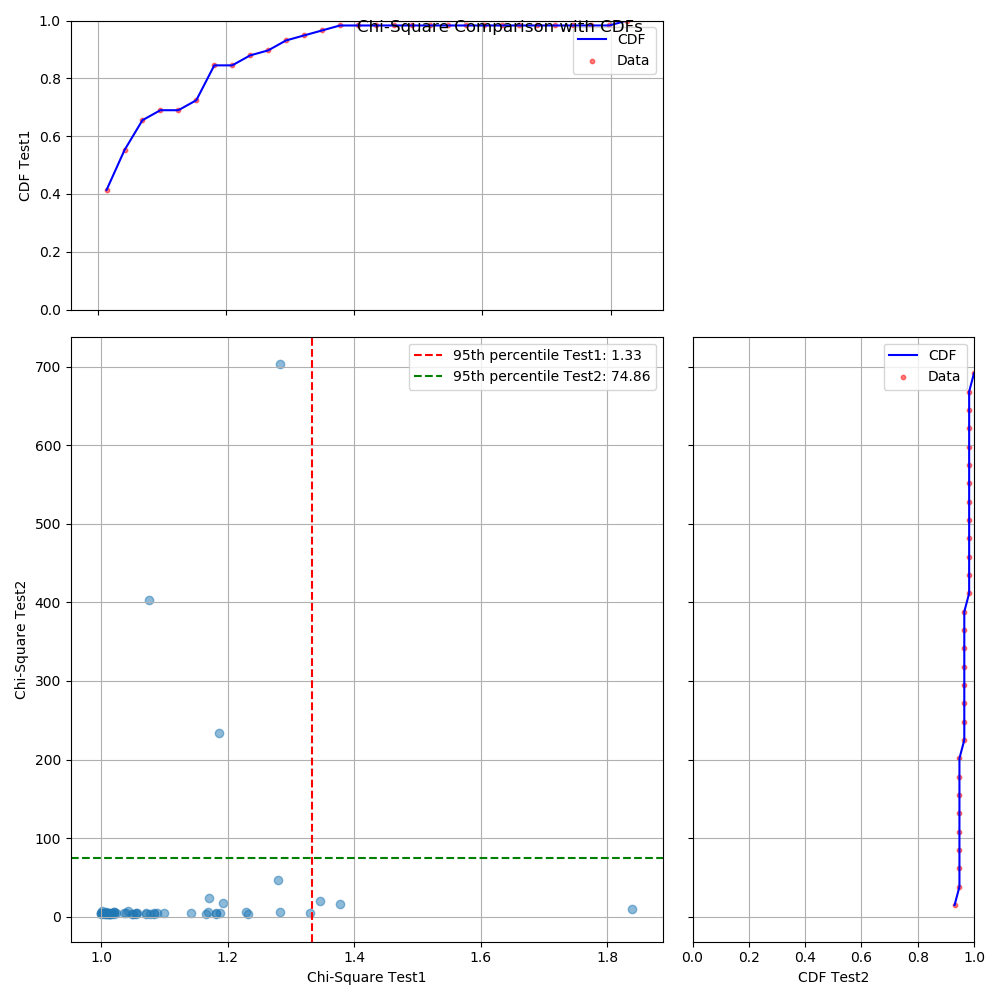 Chi-Square Comparison with CDFs
CDF
Data
1.0
0.8
0.6
0.4
0.2
0.0
CDF Test1
95th percentile Test1: 1.33
95th percentile Test2: 74.86
700
600
500
400
300
200
100
0
Chi-Square Test2
1.0 1.2 1.4 1.6 1.8
Chi-Square Test1
CDF
Data
0.0 0.2 0.4 0.6 0.8 1.0
CDF Test2